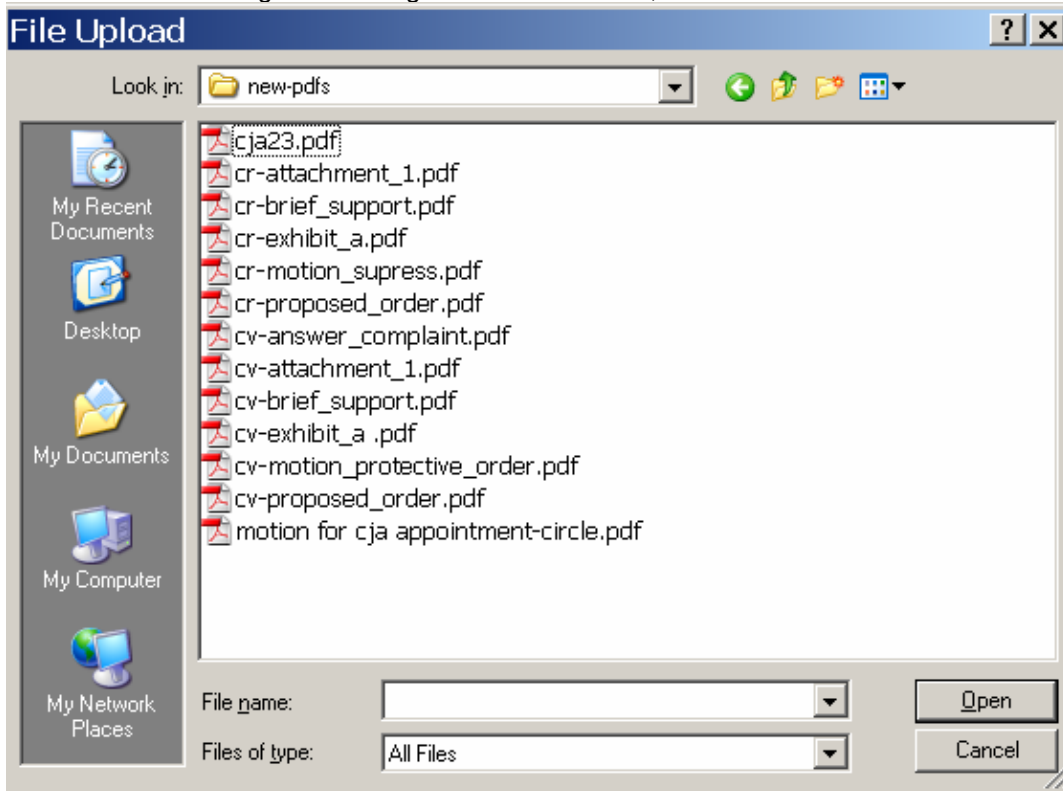 File Upload
Look in: new-pdfs
My Recent
Documents
Desktop
My Documents
My Computer
My Network
Places
cja23.pdf
cr-attachment_1.pdf
cr-brief_support.pdf
cr-exhibit_a.pdf
cr-motion_supress.pdf
cr-proposed_order.pdf
cv-answer_complaint.pdf
cv-attachment_1.pdf
cv-brief_support.pdf
cv-exhibit_a .pdf
cv-motion_protective_order.pdf
cv-proposed_order.pdf
motion for cja appointment-circle.pdf
File name: Open
Files of type: All Files Cancel